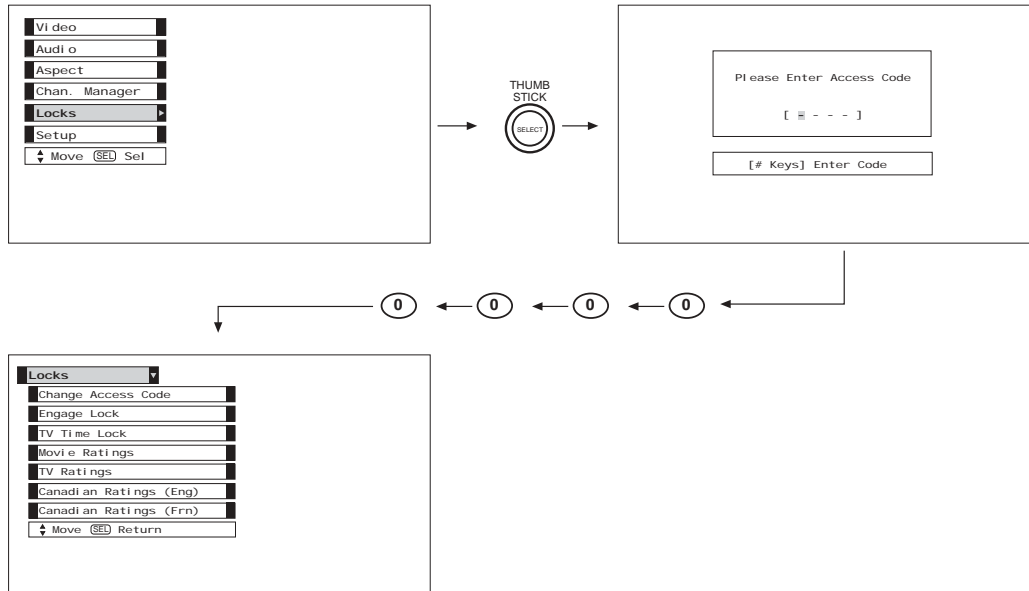 Video
Audio
Aspect
Chan. Manager
Locks
Setup
Move SEL Sel
THUMB
STICK
SELECT
Please Enter Access Code
[ - - - - ]
[# Keys] Enter Code
0 0 0 0
Locks
Change Access Code
Engage Lock
TV Time Lock
Movie Ratings
TV Ratings
Canadian Ratings (Eng)
Canadian Ratings (Frn)
Move SEL Return